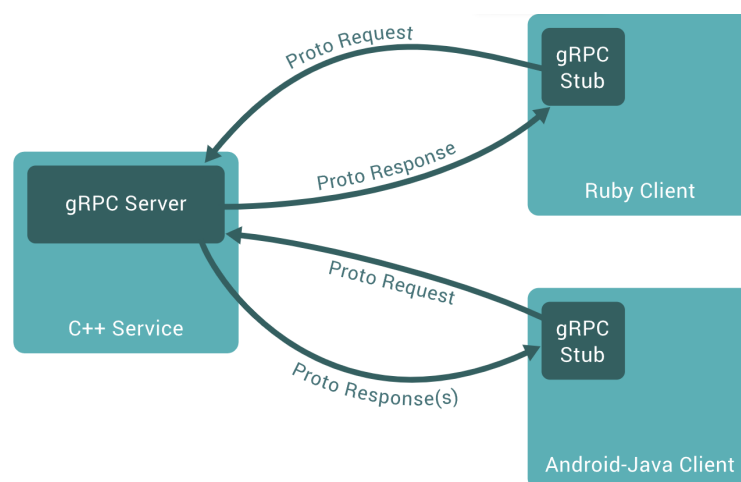 Proto Request
gRPC
Stub
Proto Response
Ruby Client
gRPC Server
C++ Service
Proto Request
gRPC
Stub
Proto Response(s)
Android-Java Client